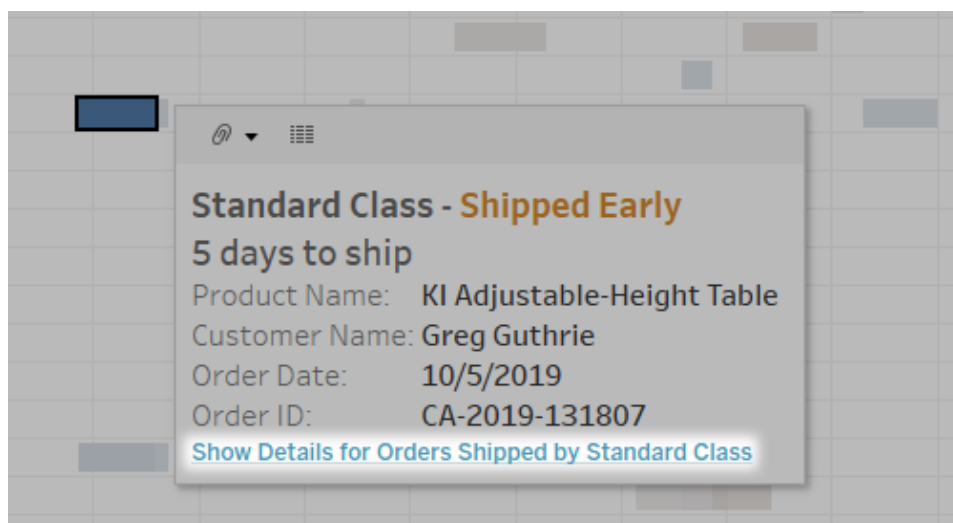 Standard Class - Shipped Early
5 days to ship
Product Name: KI Adjustable-Height Table
Customer Name: Greg Guthrie
Order Date: 10/5/2019
Order ID: CA-2019-131807
Show Details for Orders Shipped by Standard Class